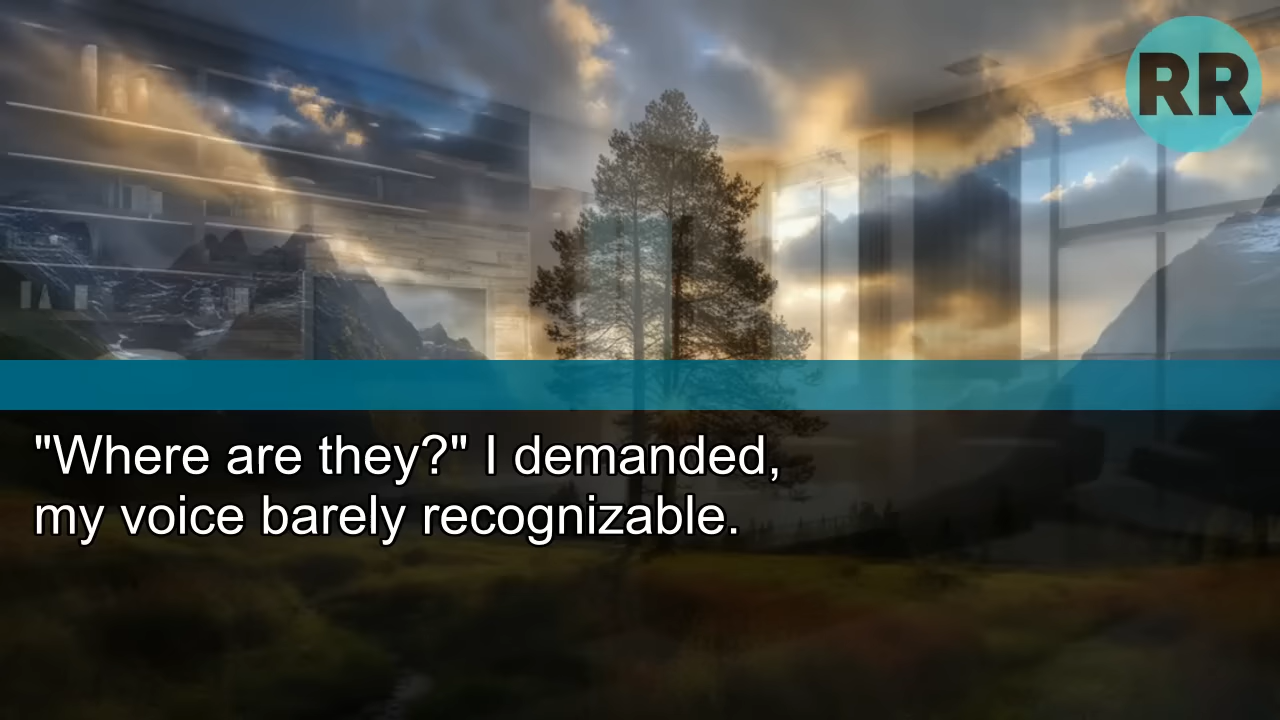 RR
"Where are they?" I demanded,
my voice barely recognizable.